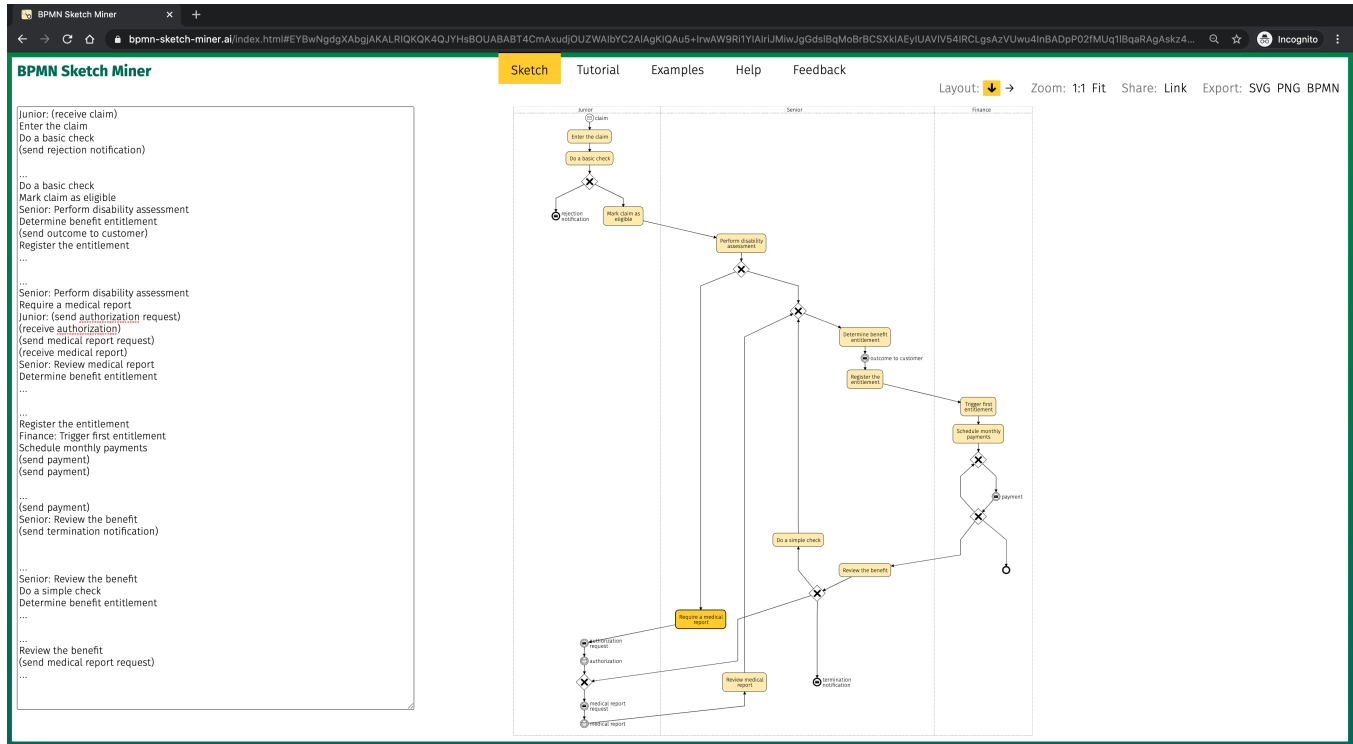 BPMN Sketch Miner
bpmn-sketch-miner.ai/index.html#EYBwNgdgXAbgjAKALRIQKQK4QJYHsBOUABABT4CmAxudjOUZWAIbYC2AIAgKIQAu5+IrwAW9Ri1YIAIriJMiwJgGdslBqMoBrBCSXkIAEyIUAVIV54IRCLgsAzVUwu4InBADpP02fMUq1IBqaRAgAskz4...
Incognito
BPMN Sketch Miner
Sketch Tutorial Examples Help Feedback
Layout: Zoom: 1:1 Fit Share: Link Export: SVG PNG BPMN
Junior: (receive claim)
Enter the claim
Do a basic check
(send rejection notification)
...
Do a basic check
Mark claim as eligible
Senior: Perform disability assessment
Determine benefit entitlement
(send outcome to customer)
Register the entitlement
...
...
Senior: Perform disability assessment
Require a medical report
Junior: (send authorization request)
(receive authorization)
(send medical report request)
(receive medical report)
Senior: Review medical report
Determine benefit entitlement
...
...
Register the entitlement
Finance: Trigger first entitlement
Schedule monthly payments
(send payment)
(send payment)
...
(send payment)
Senior: Review the benefit
(send termination notification)
...
Senior: Review the benefit
Do a simple check
Determine benefit entitlement
...
...
Review the benefit
(send medical report request)
...
Junior Senior Finance
claim
Enter the claim
Do a basic check
rejection
notification
Mark claim as
eligible
Perform disability
assessment
Determine benefit
entitlement
outcome to customer
Register the
entitlement
Trigger first
entitlement
Schedule monthly
payments
payment
Do a simple check
Review the benefit
Require a medical
report
authorization
request
authorization
Review medical
report
termination
notification
medical report
request
medical report